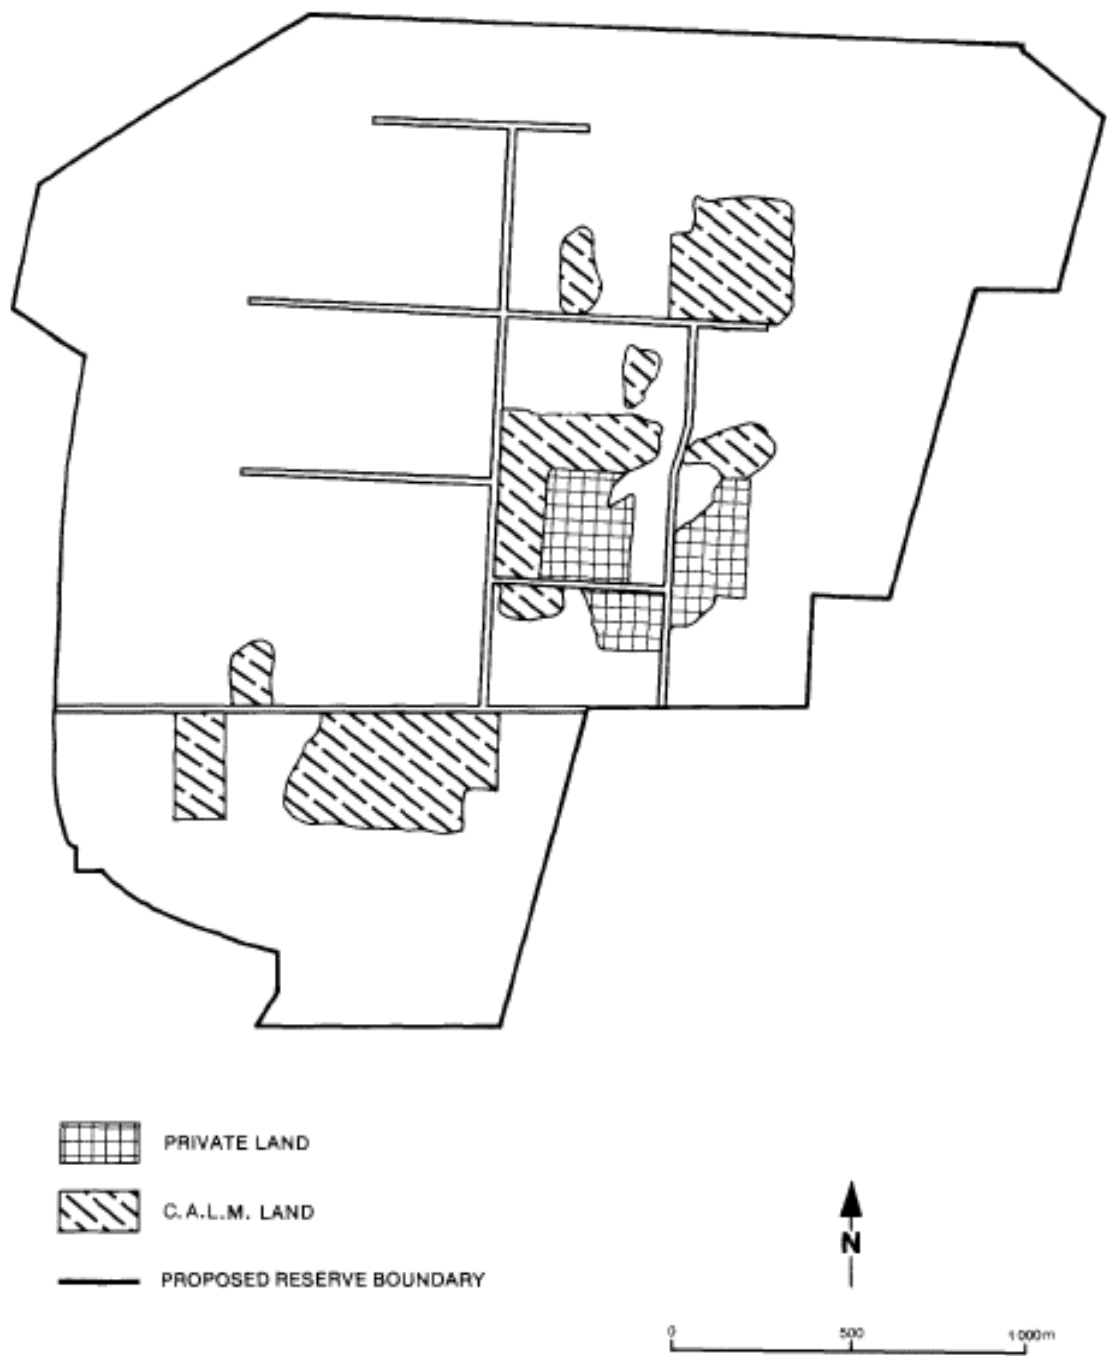 PRIVATE LAND
C.A.L.M. LAND
PROPOSED RESERVE BOUNDARY
N
0 500 1000m